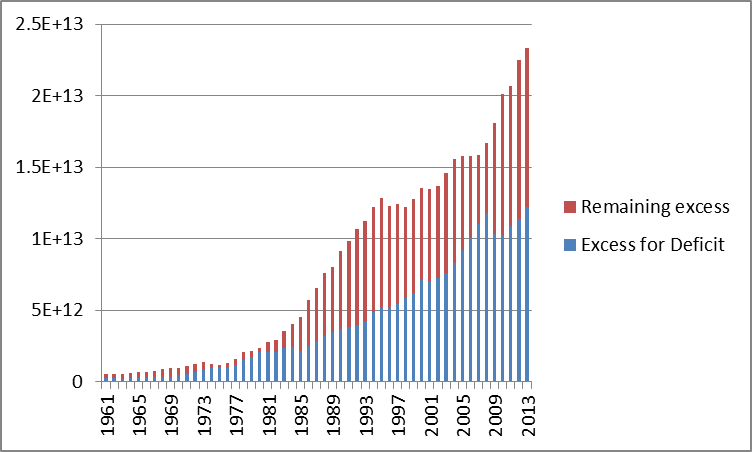 2.5E+13
2E+13
1.5E+13
1E+13
5E+12
0
1961
1965
1969
1973
1977
1981
1985
1989
1993
1997
2001
2005
2009
2013
Remaining excess
Excess for Deficit